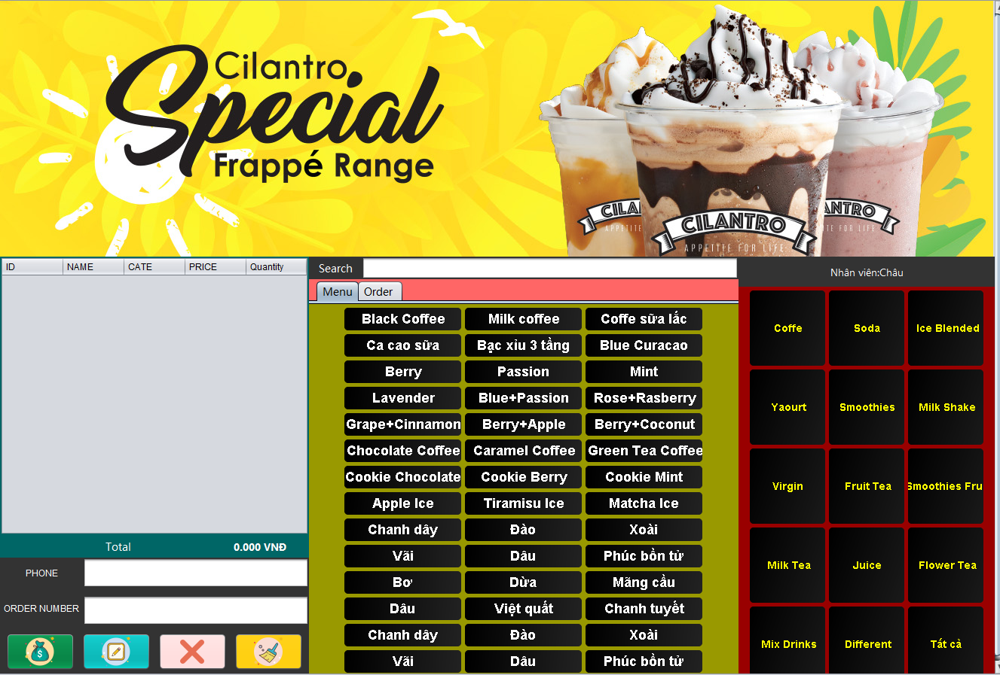 Cilantro
Special
Frappé Range
CILANTRO
APPETITE FOR LIFE
ID NAME CATE PRICE Quantity
Total 0.000 VNĐ
PHONE
ORDER NUMBER
Search
Menu Order
Black Coffee Milk coffee Coffe sữa lắc
Ca cao sữa Bạc xỉu 3 tầng Blue Curacao
Berry Passion Mint
Lavender Blue+Passion Rose+Rasberry
Grape+Cinnamon Berry+Apple Berry+Coconut
Chocolate Coffee Caramel Coffee Green Tea Coffee
Cookie Chocolate Cookie Berry Cookie Mint
Apple Ice Tiramisu Ice Matcha Ice
Chanh dây Đào Xoài
Vãi Dâu Phúc bồn tử
Bơ Dừa Mãng cầu
Dâu Việt quất Chanh tuyết
Chanh dây Đào Xoài
Vãi Dâu Phúc bồn tử
Nhân viên:Châu
Coffe Soda Ice Blended
Yaourt Smoothies Milk Shake
Virgin Fruit Tea Smoothies Fru
Milk Tea Juice Flower Tea
Mix Drinks Different Tất cả